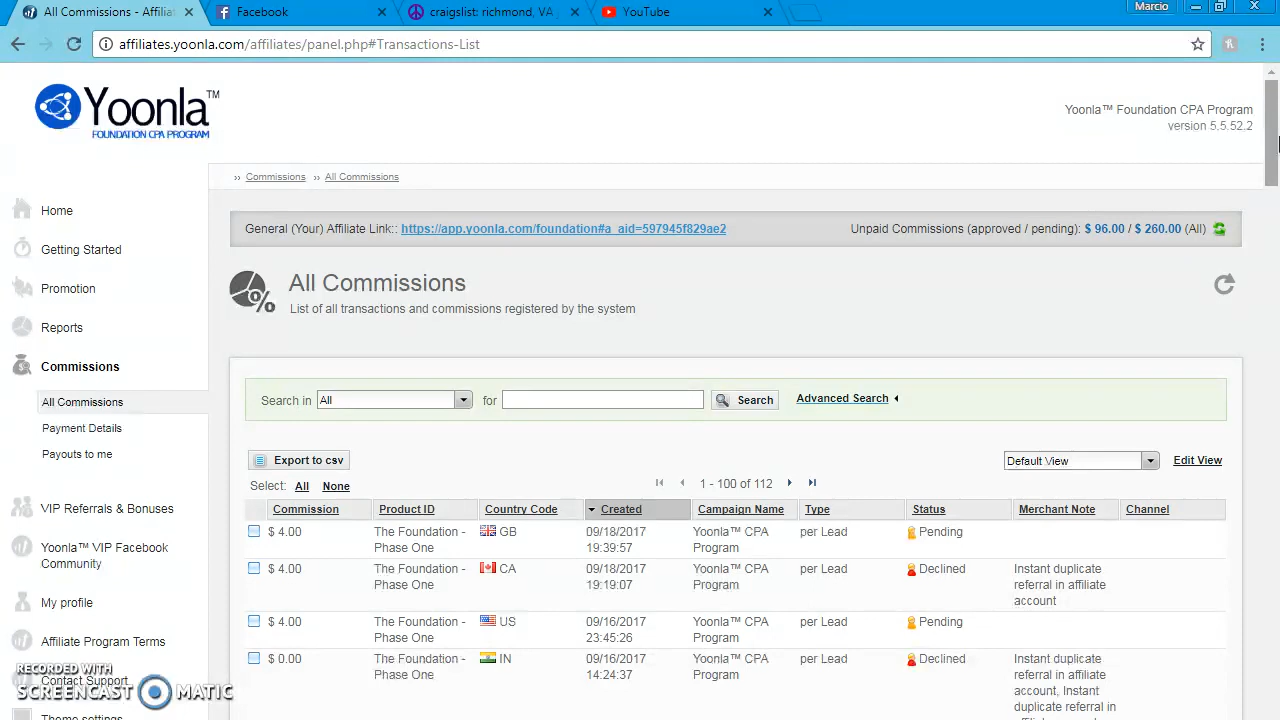 All Commissions - Affiliat
Facebook
craigslist: richmond, VA
YouTube
Marcio
affiliates.yoonla.com/affiliates/panel.php#Transactions-List
Yoonla™
FOUNDATION CPA PROGRAM
Yoonla™ Foundation CPA Program
version 5.5.52.2
›› Commissions ›› All Commissions
Home
Getting Started
Promotion
Reports
Commissions
All Commissions
Payment Details
Payouts to me
VIP Referrals & Bonuses
Yoonla™ VIP Facebook
Community
My profile
Affiliate Program Terms
Contact Support
Theme settings
RECORDED WITH
SCREENCAST MATIC
General (Your) Affiliate Link:: https://app.yoonla.com/foundation#a_aid=597945f829ae2
Unpaid Commissions (approved / pending): $ 96.00 / $ 260.00 (All)
All Commissions
List of all transactions and commissions registered by the system
Search in All for Search Advanced Search
Export to csv
Default View Edit View
Select: All None
1 - 100 of 112
Commission Product ID Country Code Created Campaign Name Type Status Merchant Note Channel
$ 4.00 The Foundation - GB 09/18/2017 Yoonla™ CPA per Lead Pending
Phase One 19:39:57 Program
$ 4.00 The Foundation - CA 09/18/2017 Yoonla™ CPA per Lead Declined Instant duplicate
Phase One 19:19:07 Program referral in affiliate
account
$ 4.00 The Foundation - US 09/16/2017 Yoonla™ CPA per Lead Pending
Phase One 23:45:26 Program
$ 0.00 The Foundation - IN 09/16/2017 Yoonla™ CPA per Lead Declined Instant duplicate
Phase One 14:24:37 Program referral in affiliate
account, Instant
duplicate referral in